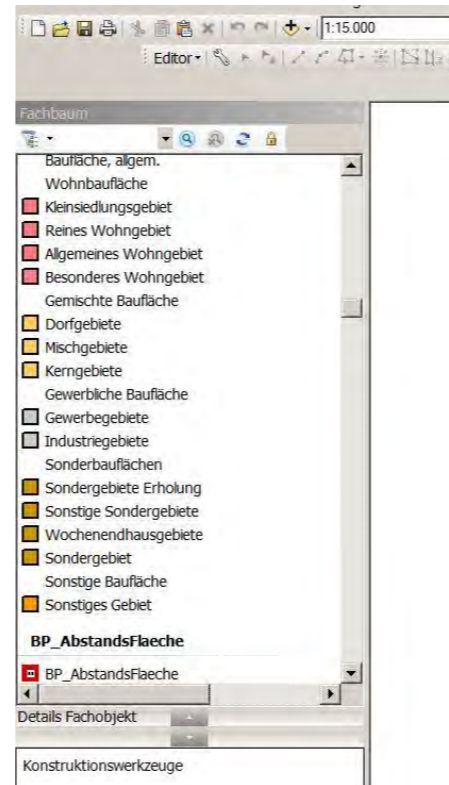 1:15.000
Editor
Fachbaum
Baufläche, allgem.
Wohnbaufläche
Kleinsiedlungsgebiet
Reines Wohngebiet
Allgemeines Wohngebiet
Besonderes Wohngebiet
Gemischte Baufläche
Dorfgebiete
Mischgebiete
Kerngebiete
Gewerbliche Baufläche
Gewerbegebiete
Industriegebiete
Sonderbauflächen
Sondergebiete Erholung
Sonstige Sondergebiete
Wochenendhausgebiete
Sondergebiet
Sonstige Baufläche
Sonstiges Gebiet
BP_AbstandsFlaeche
BP_AbstandsFlaeche
Details Fachobjekt
Konstruktionswerkzeuge